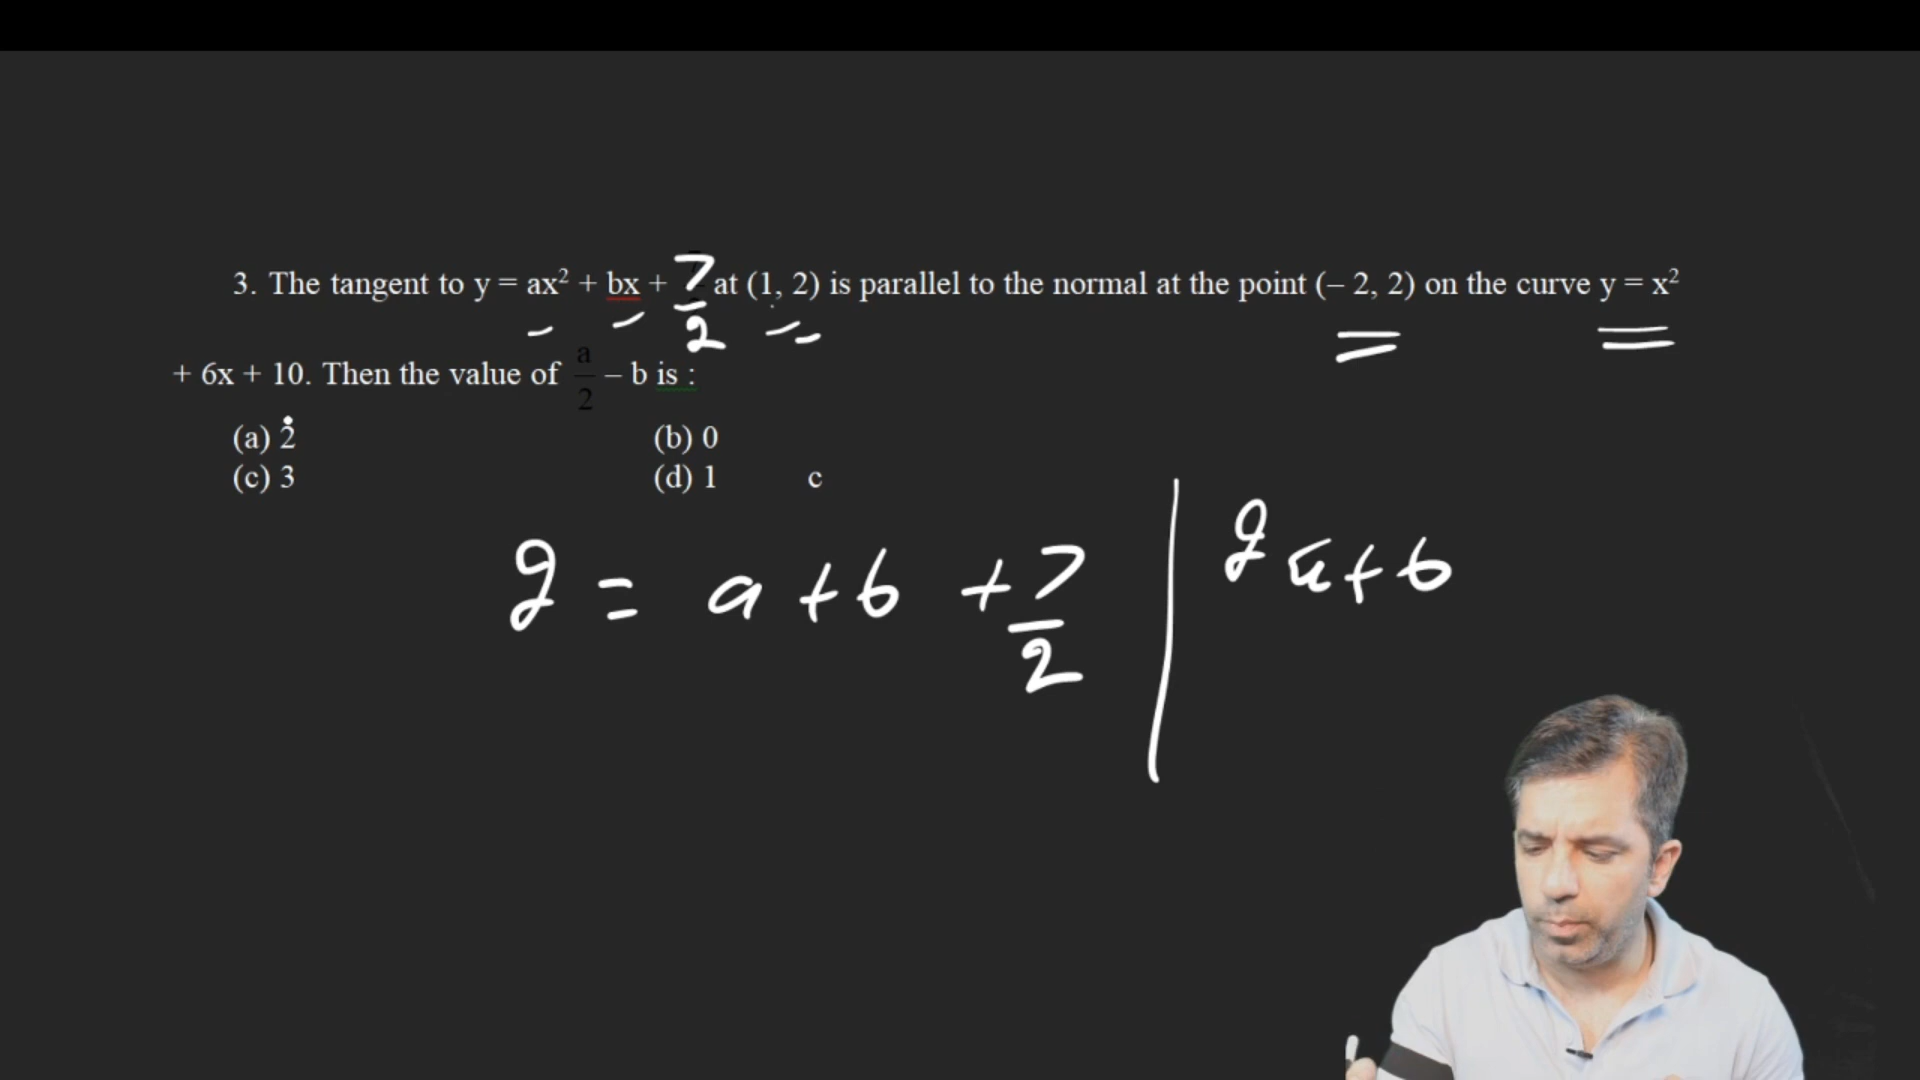 3. The tangent to y = ax² + bx + 7/2 at (1, 2) is parallel to the normal at the point (– 2, 2) on the curve y = x²
+ 6x + 10. Then the value of a/2 – b is :
(a) 2 (b) 0
(c) 3 (d) 1 c
2 = a + b + 7/2 | 2a + b